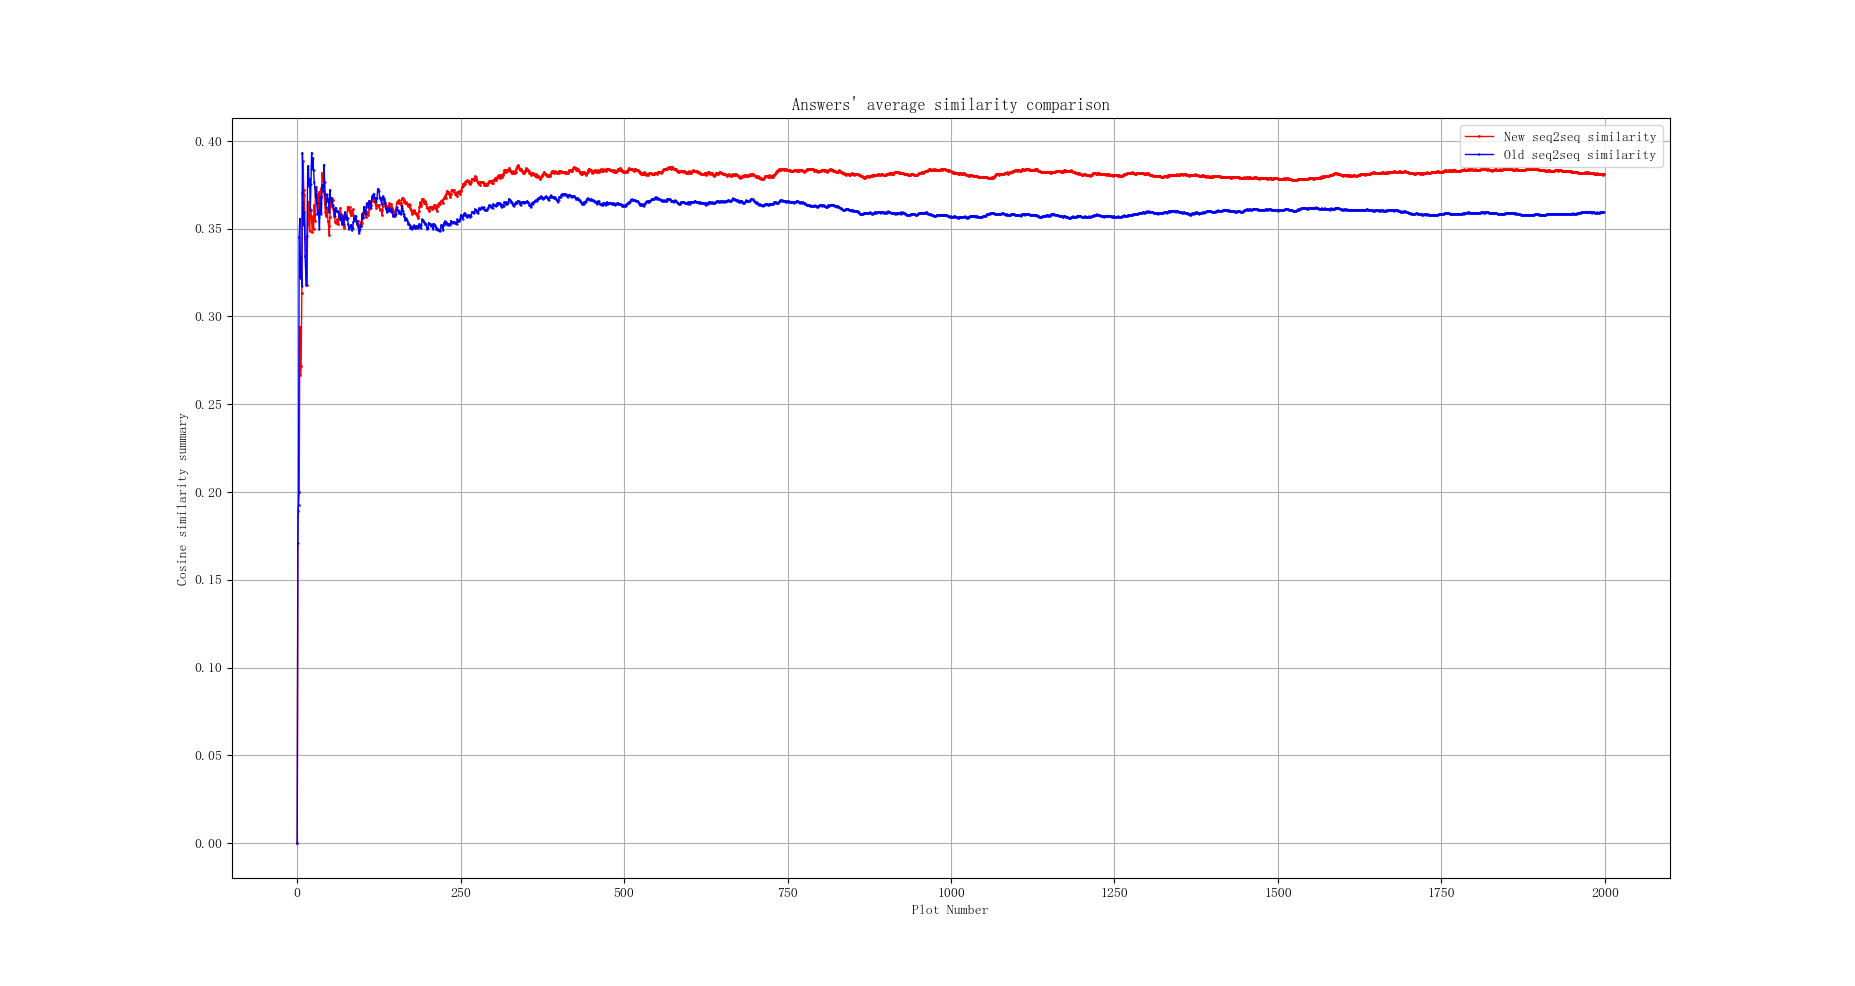 Answers' average similarity comparison
New seq2seq similarity
Old seq2seq similarity
Cosine similarity summary
0.40
0.35
0.30
0.25
0.20
0.15
0.10
0.05
0.00
0 250 500 750 1000 1250 1500 1750 2000
Plot Number